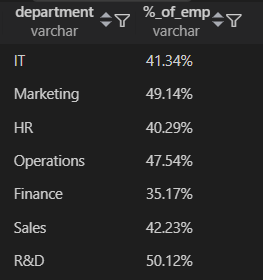 department %_of_emp
varchar varchar
IT 41.34%
Marketing 49.14%
HR 40.29%
Operations 47.54%
Finance 35.17%
Sales 42.23%
R&D 50.12%